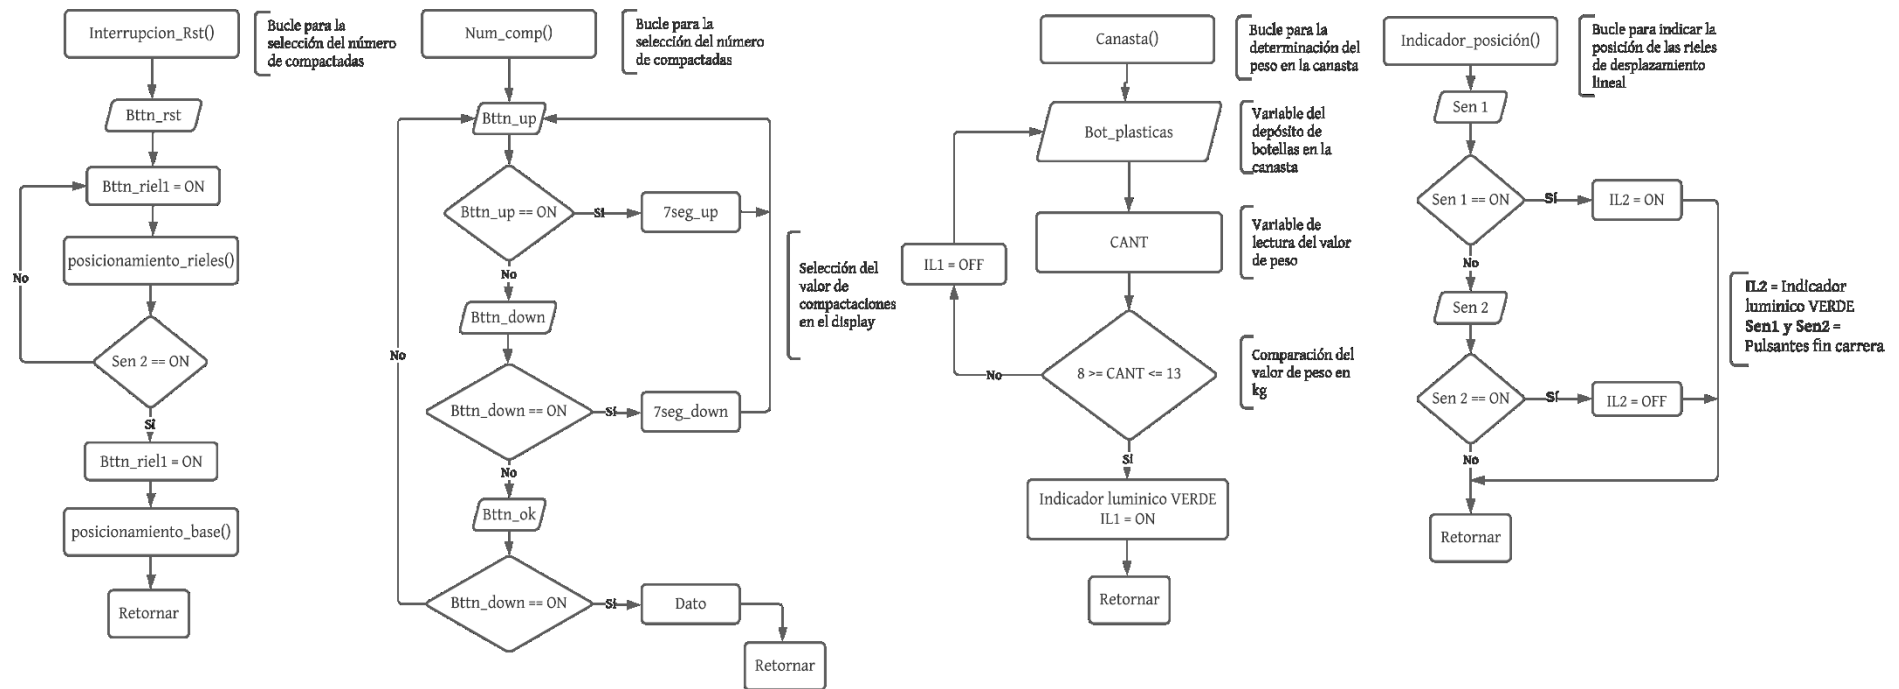 Interrupcion_Rst()
Bucle para la
selección del número
de compactadas
Bttn_rst
Bttn_riel1 = ON
posicionamiento_rieles()
No
Sen 2 == ON
Sí
Bttn_riel1 = ON
posicionamiento_base()
Retornar
Num_comp()
Bucle para la
selección del número
de compactadas
Bttn_up
Bttn_up == ON
Sí
7seg_up
No
Bttn_down
Selección del
valor de
compactaciones
en el display
No
Bttn_down == ON
Sí
7seg_down
No
Bttn_ok
Bttn_down == ON
Sí
Dato
Retornar
Canasta()
Bucle para la
determinación del
peso en la canasta
Bot_plasticas
Variable del
depósito de
botellas en la
canasta
CANT
Variable de
lectura del valor
de peso
IL1 = OFF
No
8 >= CANT <= 13
Comparación del
valor de peso en
kg
Sí
Indicador luminico VERDE
IL1 = ON
Retornar
Indicador_posición()
Bucle para indicar la
posición de las rieles
de desplazamiento
lineal
Sen 1
Sen 1 == ON
Sí
IL2 = ON
No
Sen 2
IL2 = Indicador
luminico VERDE
Sen1 y Sen2 =
Pulsantes fin carrera
Sen 2 == ON
Sí
IL2 = OFF
No
Retornar